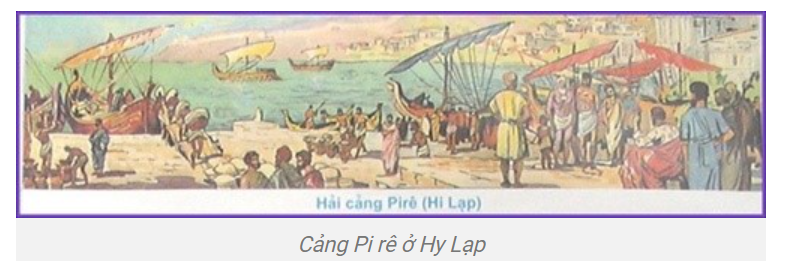 Hải cảng Pirê (Hi Lạp)
Cảng Pi rê ở Hy Lạp